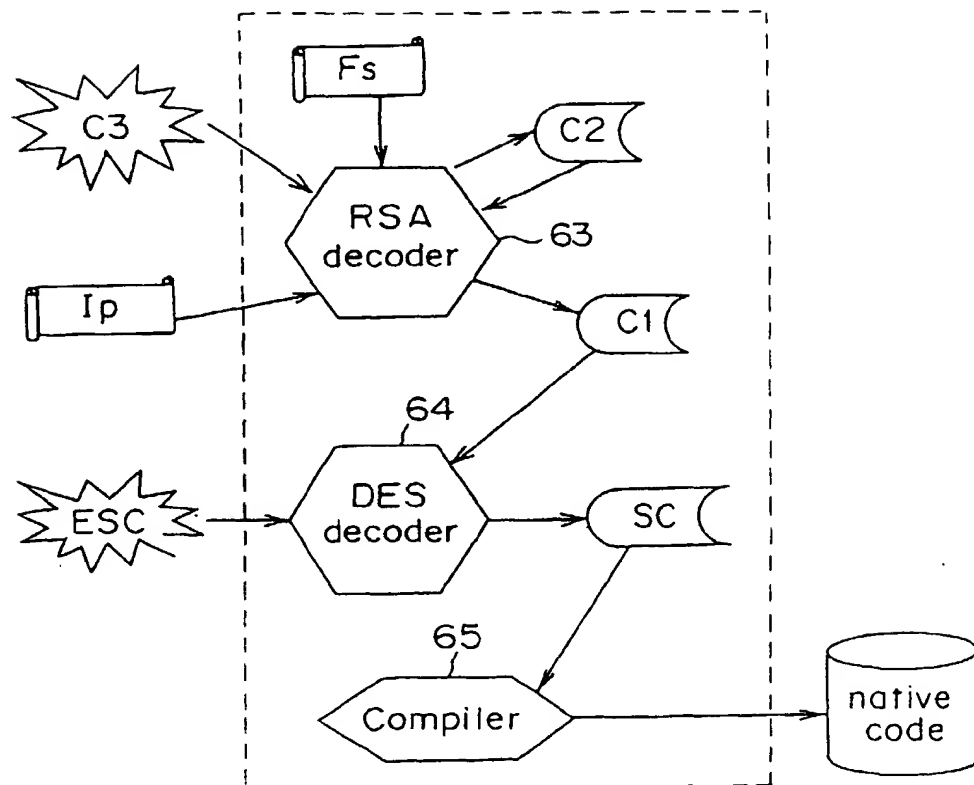 Fs
C3
C2
RSA
decoder
63
Ip
C1
64
ESC
DES
decoder
SC
65
Compiler
native
code